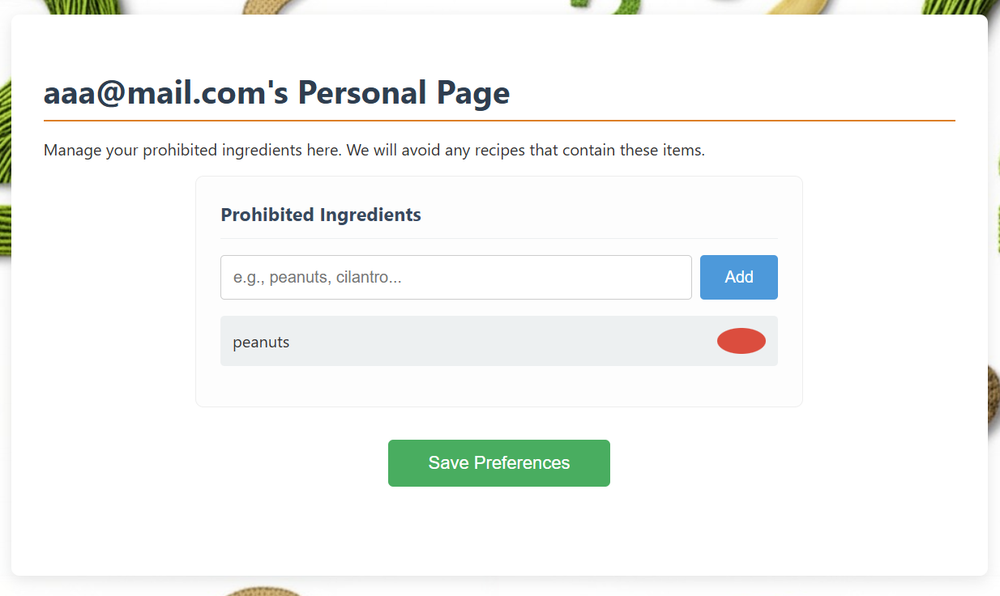 aaa@mail.com's Personal Page
Manage your prohibited ingredients here. We will avoid any recipes that contain these items.
Prohibited Ingredients
e.g., peanuts, cilantro...
Add
peanuts
Save Preferences